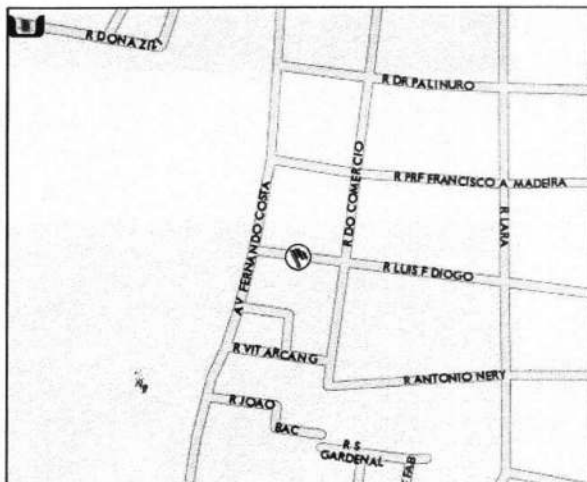 R DONA ZIL
R DR PALINURO
R PRF FRANCISCO A MADEIRA
R DO COMERCIO
R LARA
AV FERNANDO COSTA
R LUIS F DIOGO
R VIT ARCANG
R ANTONIO NERY
R JOAO
BAC
R S
GARDENAL
FAB